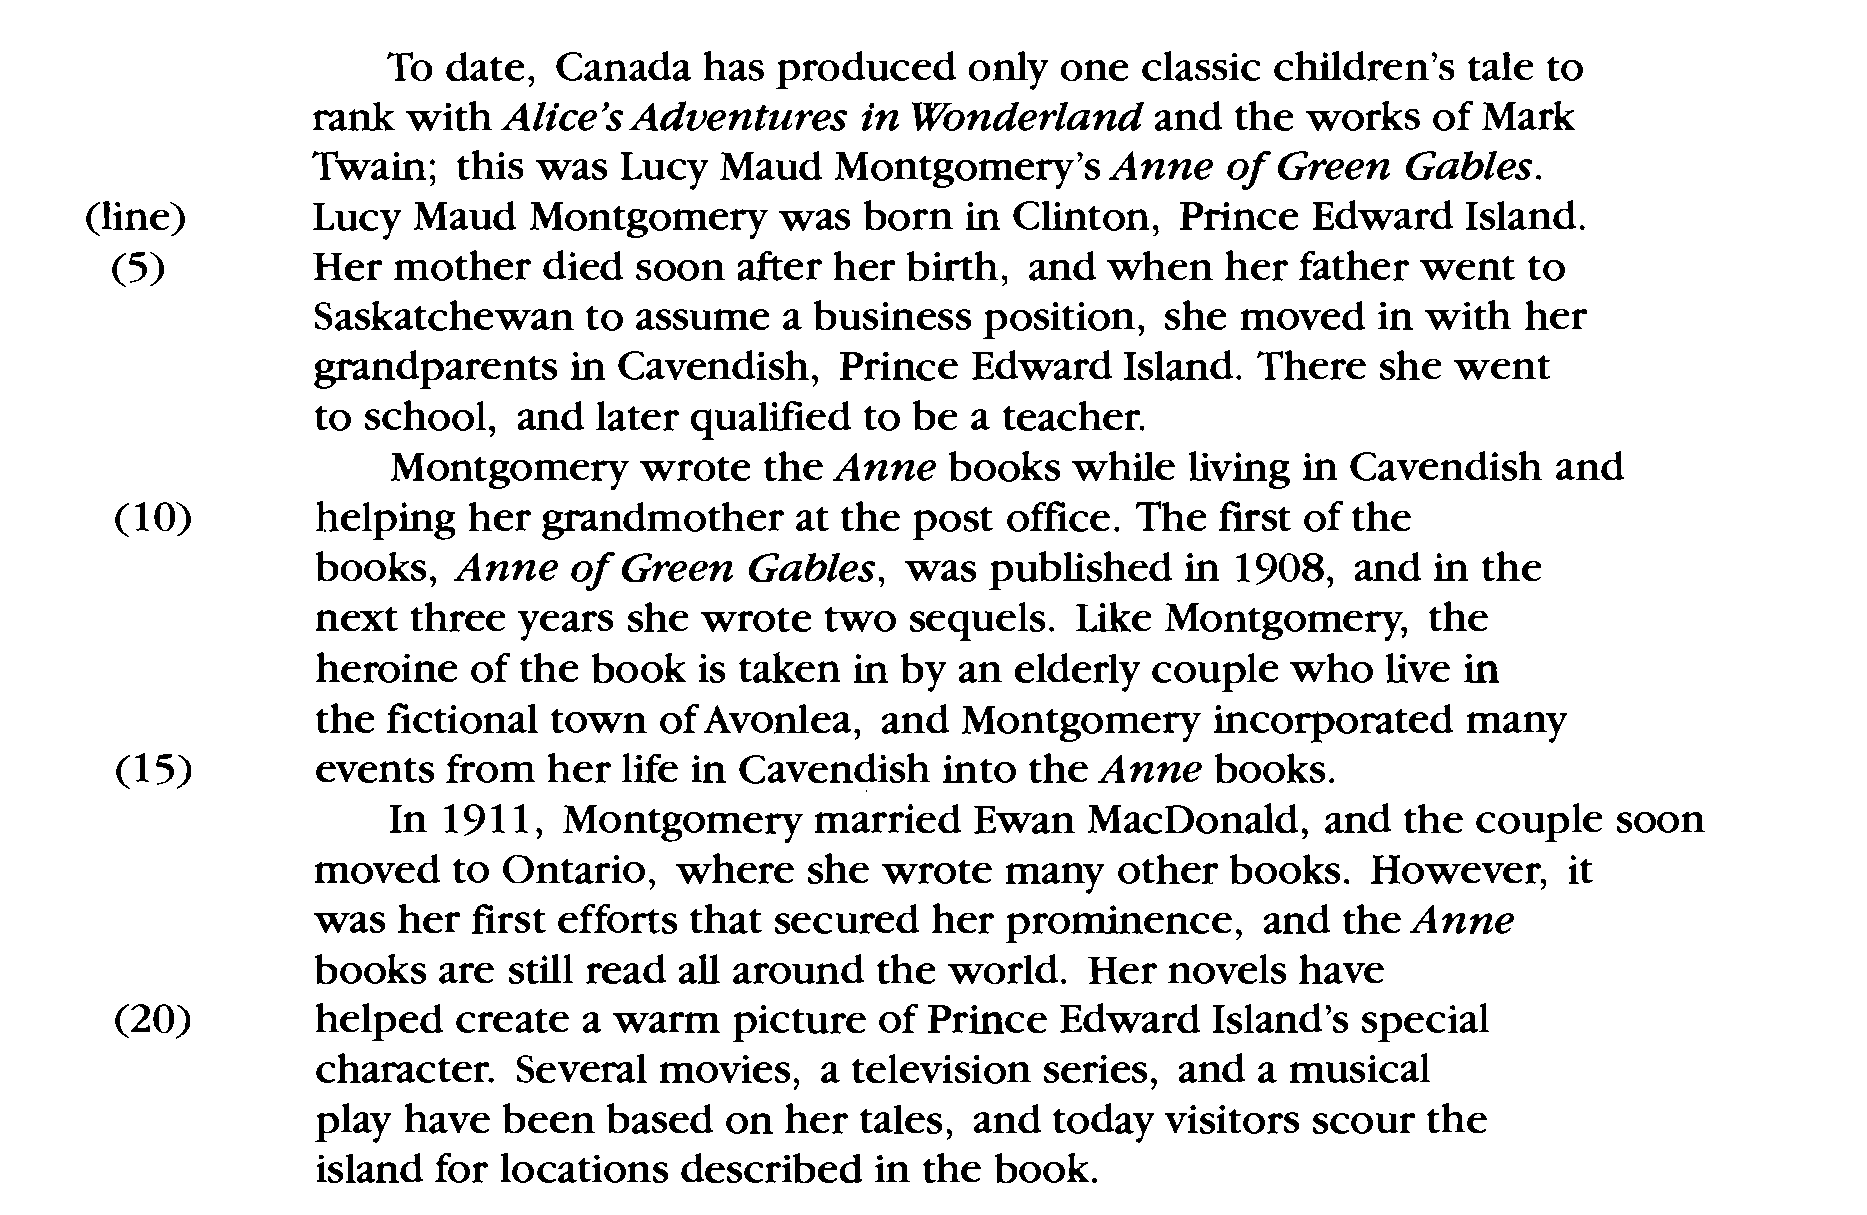 To date, Canada has produced only one classic children's tale to
rank with Alice's Adventures in Wonderland and the works of Mark
Twain; this was Lucy Maud Montgomery's Anne of Green Gables.
(line) Lucy Maud Montgomery was born in Clinton, Prince Edward Island.
(5) Her mother died soon after her birth, and when her father went to
Saskatchewan to assume a business position, she moved in with her
grandparents in Cavendish, Prince Edward Island. There she went
to school, and later qualified to be a teacher.
Montgomery wrote the Anne books while living in Cavendish and
(10) helping her grandmother at the post office. The first of the
books, Anne of Green Gables, was published in 1908, and in the
next three years she wrote two sequels. Like Montgomery, the
heroine of the book is taken in by an elderly couple who live in
the fictional town of Avonlea, and Montgomery incorporated many
(15) events from her life in Cavendish into the Anne books.
In 1911, Montgomery married Ewan MacDonald, and the couple soon
moved to Ontario, where she wrote many other books. However, it
was her first efforts that secured her prominence, and the Anne
books are still read all around the world. Her novels have
(20) helped create a warm picture of Prince Edward Island's special
character. Several movies, a television series, and a musical
play have been based on her tales, and today visitors scour the
island for locations described in the book.